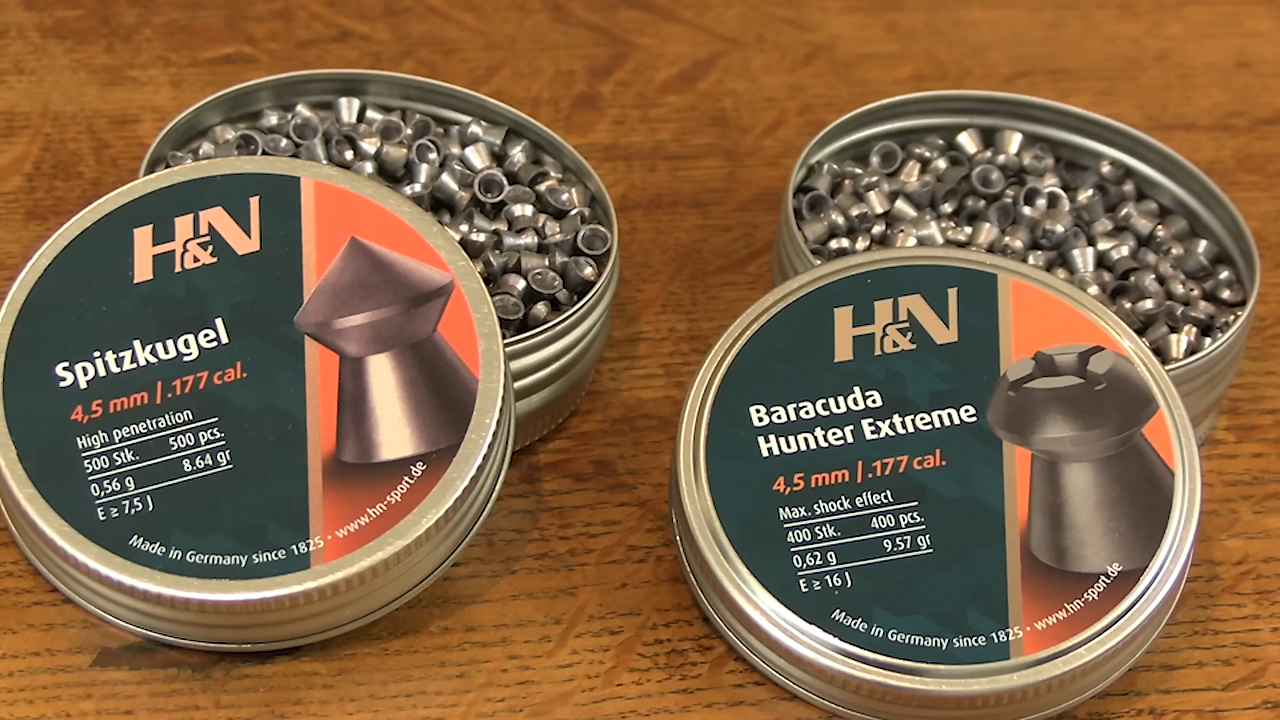 H&N
Spitzkugel
4,5 mm | .177 cal.
High penetration
500 Stk. 500 pcs.
0,56 g 8.64 gr
E ≥ 7,5 J
Made in Germany since 1825 • www.hn-sport.de
H&N
Baracuda
Hunter Extreme
4,5 mm | .177 cal.
Max. shock effect
400 Stk. 400 pcs.
0,62 g 9.57 gr
E ≥ 16 J
Made in Germany since 1825 • www.hn-sport.de